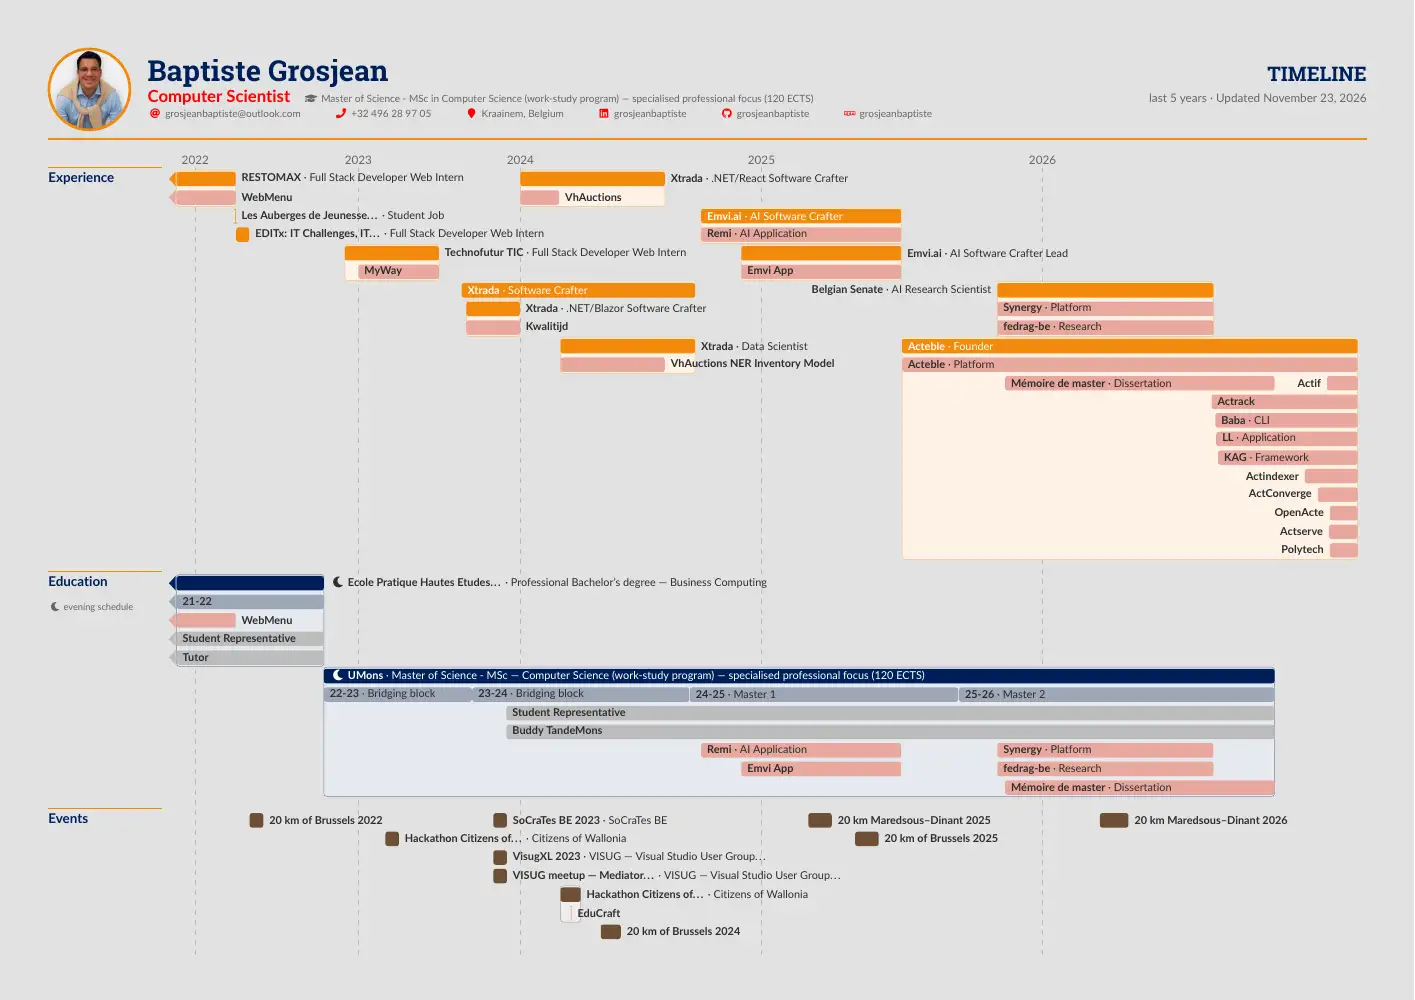 Baptiste Grosjean
TIMELINE
Computer Scientist Master of Science - MSc in Computer Science (work-study program) — specialised professional focus (120 ECTS)
last 5 years · Updated November 23, 2026
grosjeanbaptiste@outlook.com +32 496 28 97 05 Kraainem, Belgium grosjeanbaptiste grosjeanbaptiste grosjeanbaptiste
2022 2023 2024 2025 2026
Experience
RESTOMAX · Full Stack Developer Web Intern
Xtrada · .NET/React Software Crafter
WebMenu
VhAuctions
Les Auberges de Jeunesse... · Student Job
Emvi.ai · AI Software Crafter
EDITx: IT Challenges, IT... · Full Stack Developer Web Intern
Remi · AI Application
Technofutur TIC · Full Stack Developer Web Intern
Emvi.ai · AI Software Crafter Lead
MyWay
Emvi App
Xtrada · Software Crafter
Belgian Senate · AI Research Scientist
Xtrada · .NET/Blazor Software Crafter
Synergy · Platform
Kwalitijd
fedrag-be · Research
Xtrada · Data Scientist
Acteble · Founder
VhAuctions NER Inventory Model
Acteble · Platform
Mémoire de master · Dissertation
Actif
Actrack
Baba · CLI
LL · Application
KAG · Framework
Actindexer
ActConverge
OpenActe
Actserve
Polytech
Education
Ecole Pratique Hautes Etudes... · Professional Bachelor's degree — Business Computing
evening schedule
21-22
WebMenu
Student Representative
Tutor
UMons · Master of Science - MSc — Computer Science (work-study program) — specialised professional focus (120 ECTS)
22-23 · Bridging block 23-24 · Bridging block 24-25 · Master 1 25-26 · Master 2
Student Representative
Buddy TandeMons
Remi · AI Application
Synergy · Platform
Emvi App
fedrag-be · Research
Mémoire de master · Dissertation
Events
20 km of Brussels 2022
SoCraTes BE 2023 · SoCraTes BE
20 km Maredsous–Dinant 2025
20 km Maredsous–Dinant 2026
Hackathon Citizens of... · Citizens of Wallonia
20 km of Brussels 2025
VisugXL 2023 · VISUG — Visual Studio User Group...
VISUG meetup — Mediator... · VISUG — Visual Studio User Group...
Hackathon Citizens of... · Citizens of Wallonia
EduCraft
20 km of Brussels 2024